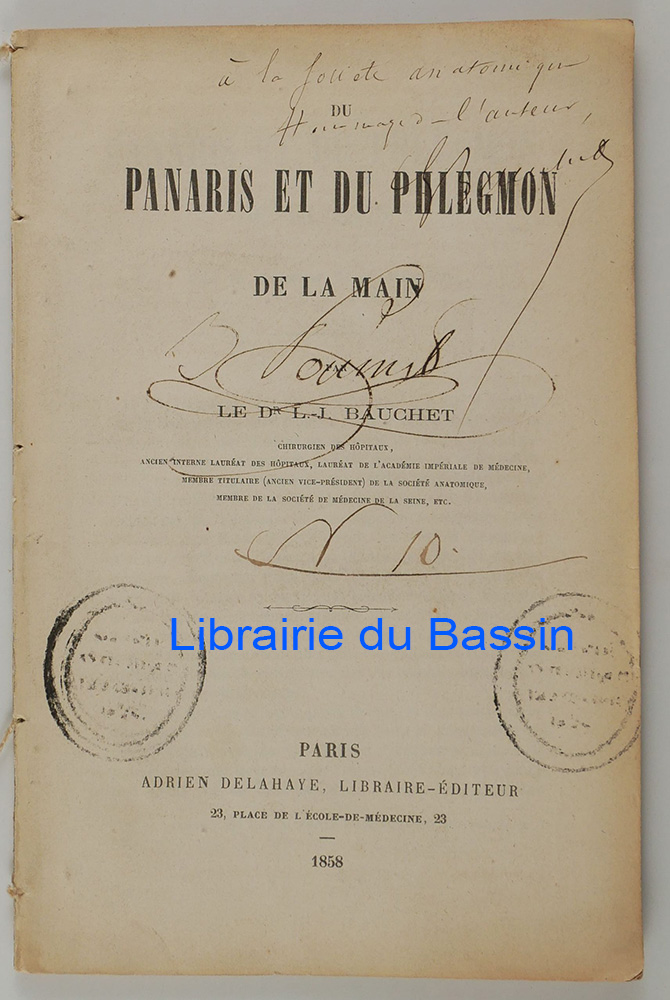 à la Société anatomique
DU
Hommage de l'auteur,
PANARIS ET DU PHLEGMON
DE LA MAIN
PAR
LE DR L.-J. BAUCHET
CHIRURGIEN DES HÔPITAUX,
ANCIEN INTERNE LAURÉAT DES HÔPITAUX, LAURÉAT DE L'ACADÉMIE IMPÉRIALE DE MÉDECINE,
MEMBRE TITULAIRE (ANCIEN VICE-PRÉSIDENT) DE LA SOCIÉTÉ ANATOMIQUE,
MEMBRE DE LA SOCIÉTÉ DE MÉDECINE DE LA SEINE, ETC.
N 10.
Librairie du Bassin
PARIS
ADRIEN DELAHAYE, LIBRAIRE-ÉDITEUR
23, PLACE DE L'ÉCOLE-DE-MÉDECINE, 23
1858